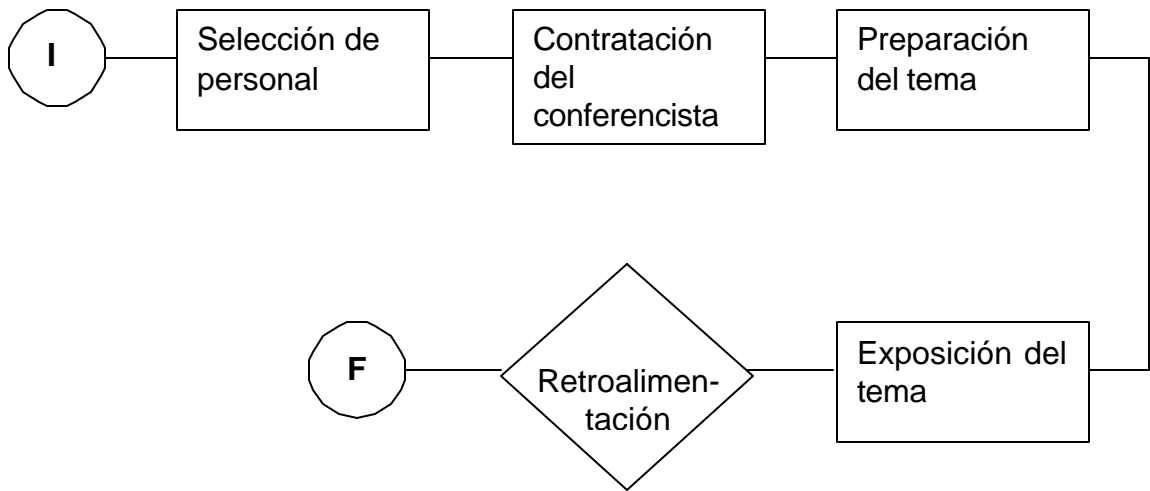 I
Selección de
personal
Contratación
del
conferencista
Preparación
del tema
Exposición del
tema
Retroalimen-
tación
F